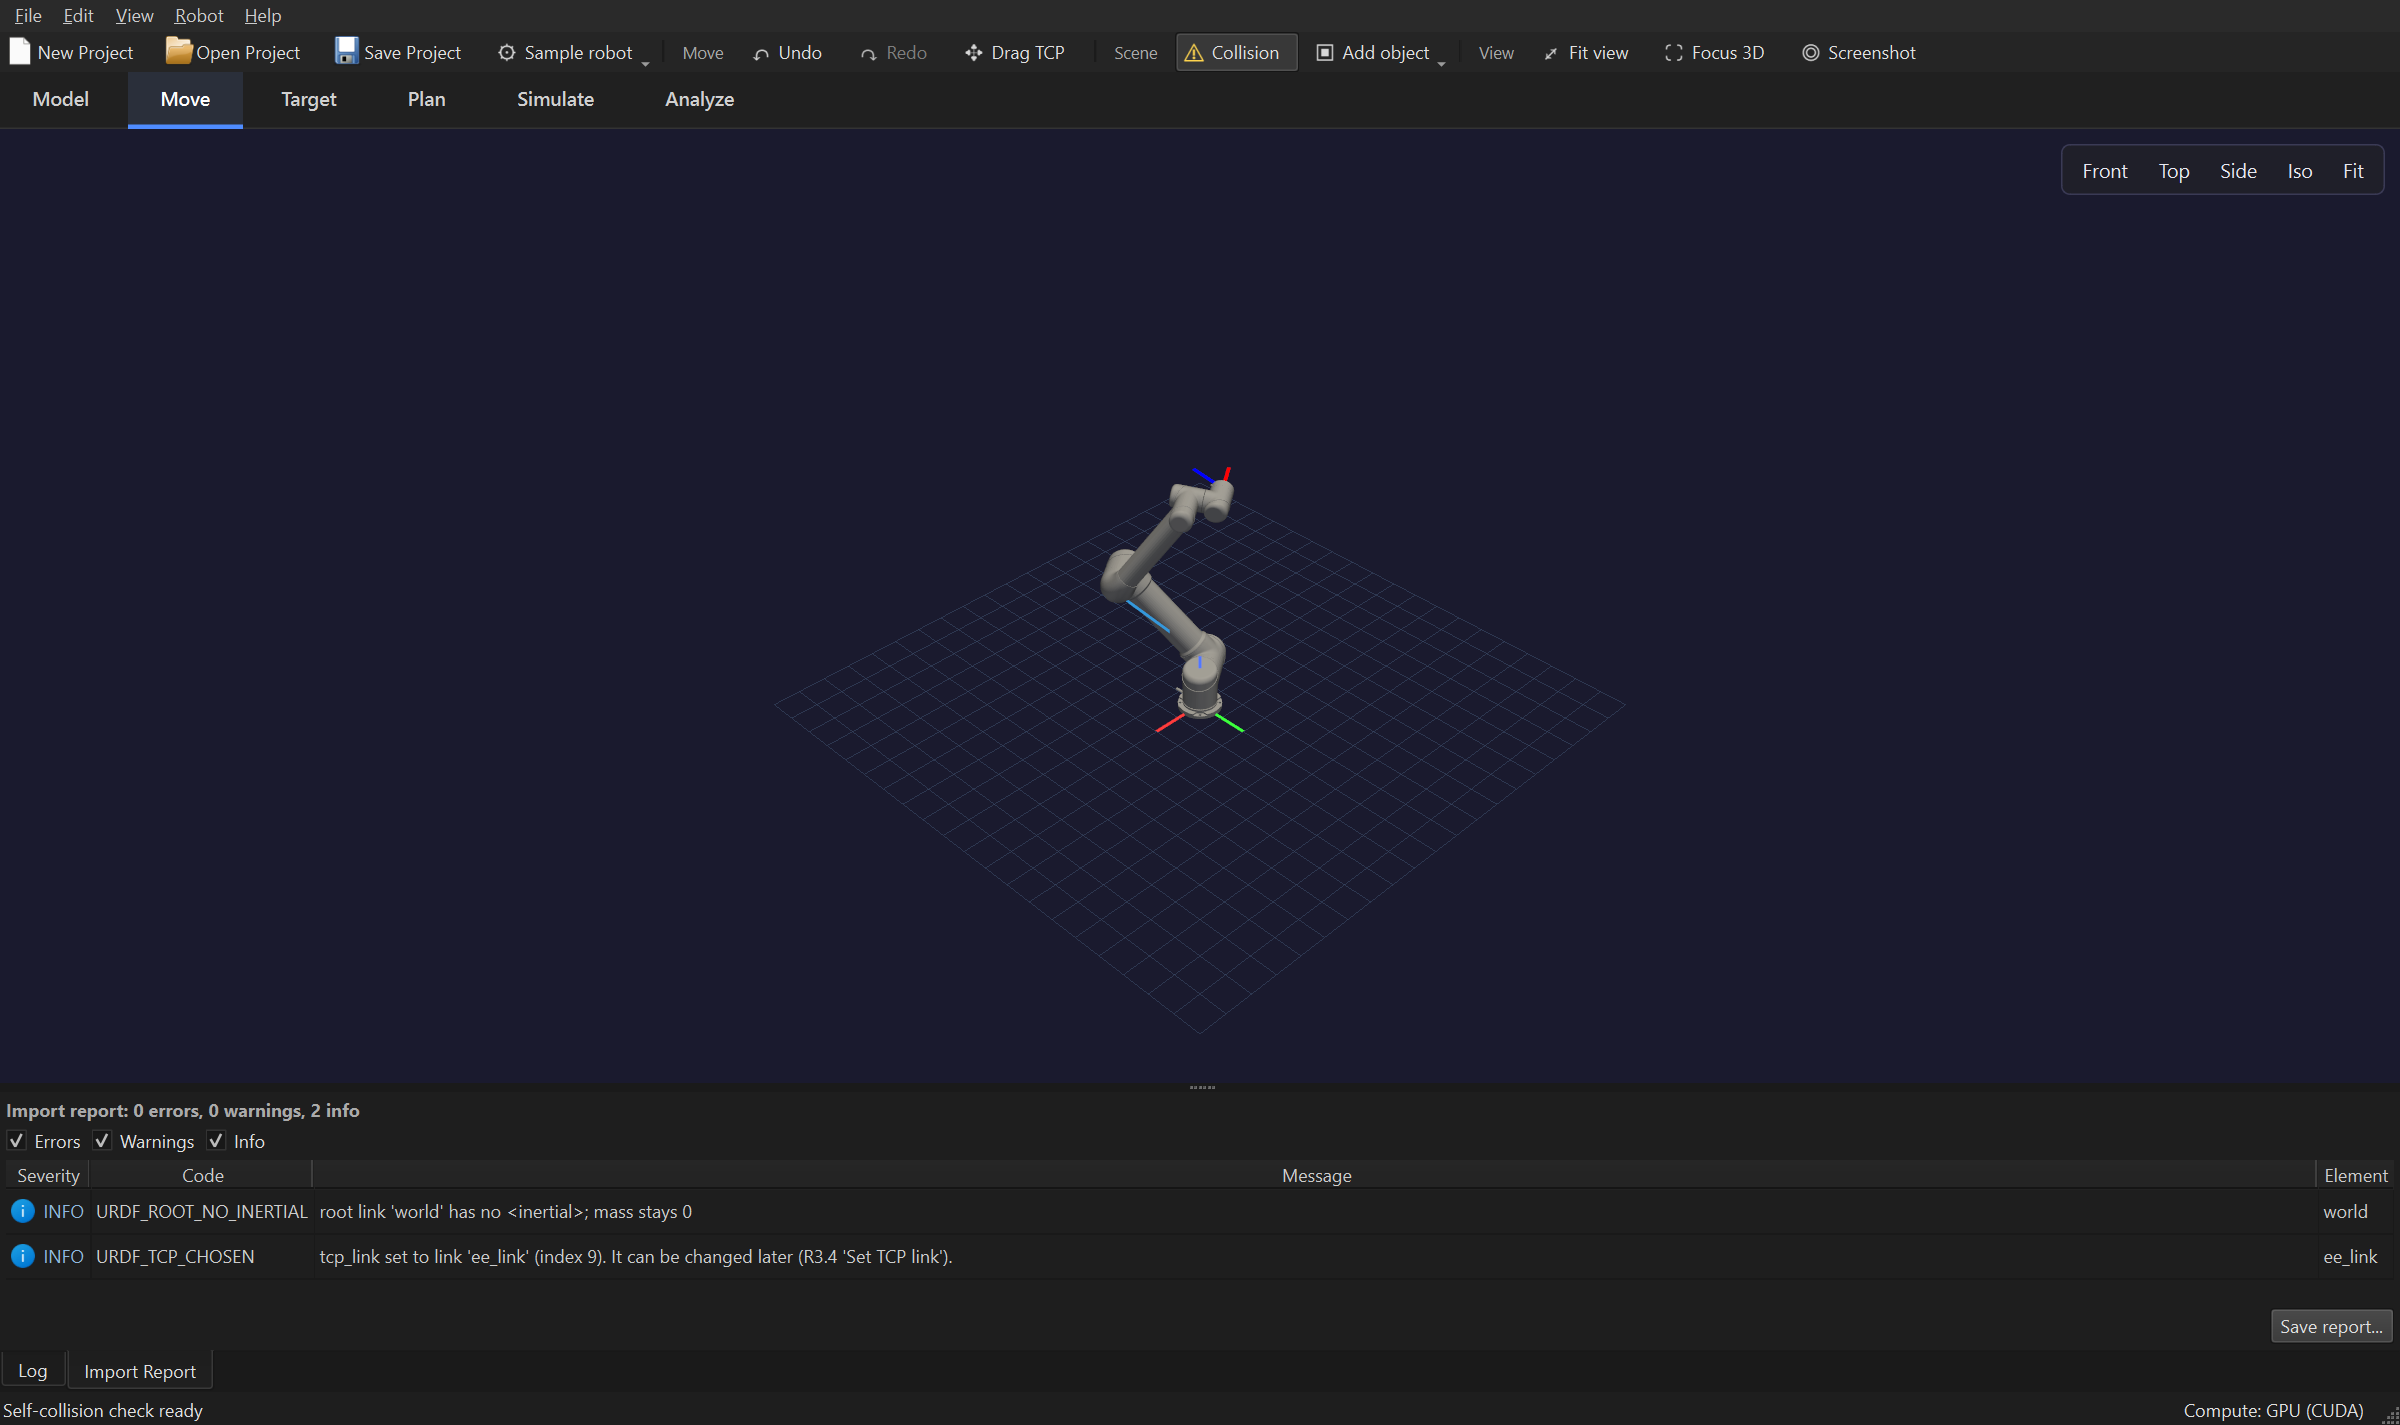 File Edit View Robot Help
New Project Open Project Save Project Sample robot Move Undo Redo Drag TCP Scene Collision Add object View Fit view Focus 3D Screenshot
Model Move Target Plan Simulate Analyze
Front Top Side Iso Fit
Import report: 0 errors, 0 warnings, 2 info
Errors Warnings Info
Severity Code Message Element
INFO URDF_ROOT_NO_INERTIAL root link 'world' has no <inertial>; mass stays 0 world
INFO URDF_TCP_CHOSEN tcp_link set to link 'ee_link' (index 9). It can be changed later (R3.4 'Set TCP link'). ee_link
Save report...
Log Import Report
Self-collision check ready Compute: GPU (CUDA)